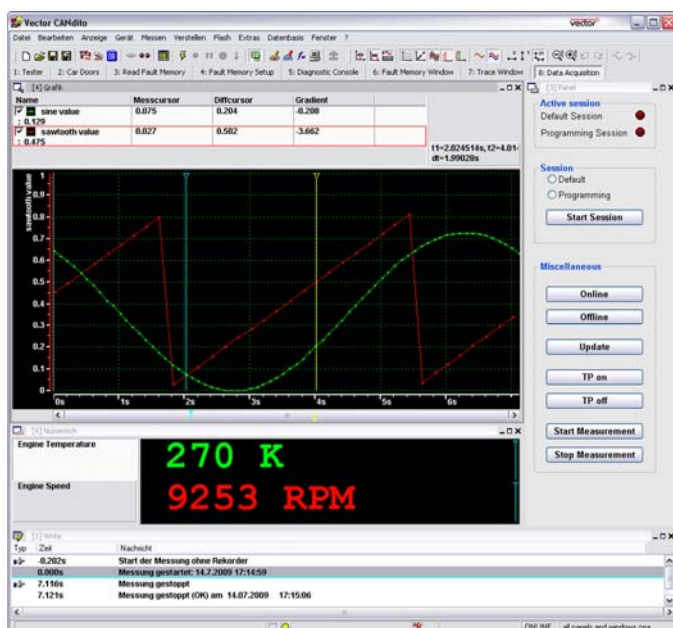 Vector CANdito
vector
Datei Bearbeiten Anzeige Gerät Messen Verstellen Flash Extras Datenbasis Fenster ?
1: Tester 2: Car Doors 3: Read Fault Memory 4: Fault Memory Setup 5: Diagnostic Console 6: Fault Memory Window 7: Trace Window 8: Data Acquisition
[4] Grafik
Name Messcursor Diffcursor Gradient
sine value 0.075 0.204 -0.208
: 0.129
sawtooth value 0.027 0.502 -3.662
: 0.475
t1=2.024514s, t2=4.01
dt=1.99028s
sawtooth value
1
0.9
0.8
0.7
0.6
0.5
0.4
0.3
0.2
0.1
0
0s 1s 2s 3s 4s 5s 6s
[3] Panel
Active session
Default Session
Programming Session
Session
Default
Programming
Start Session
Miscellaneous
Online
Offline
Update
TP on
TP off
Start Measurement
Stop Measurement
[6] Numerisch
Engine Temperature
270 K
Engine Speed
9253 RPM
[1] Write
Typ Zeit Nachricht
-0.202s Start der Messung ohne Rekorder
0.000s Messung gestartet: 14.7.2009 17:14:59
7.116s Messung gestoppt
7.121s Messung gestoppt (OK) am 14.07.2009 17:15:06
ONLINE all panels and windows.cna